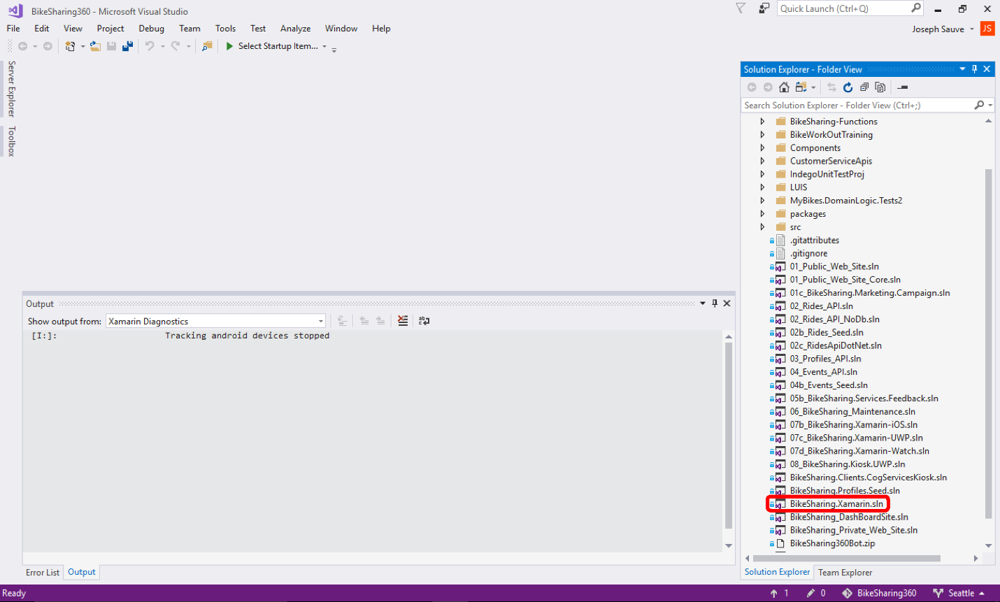 BikeSharing360 - Microsoft Visual Studio
Quick Launch (Ctrl+Q)
File Edit View Project Debug Team Tools Test Analyze Window Help
Joseph Sauve JS
Select Startup Item...
Server Explorer
Toolbox
Solution Explorer - Folder View
Search Solution Explorer - Folder View (Ctrl+;)
BikeSharing-Functions
BikeWorkOutTraining
Components
CustomerServiceApis
IndegoUnitTestProj
LUIS
MyBikes.DomainLogic.Tests2
packages
src
.gitattributes
.gitignore
01_Public_Web_Site.sln
01_Public_Web_Site_Core.sln
01c_BikeSharing.Marketing.Campaign.sln
02_Rides_API.sln
02_Rides_API_NoDb.sln
02b_Rides_Seed.sln
02c_RidesApiDotNet.sln
03_Profiles_API.sln
04_Events_API.sln
04b_Events_Seed.sln
05b_BikeSharing.Services.Feedback.sln
06_BikeSharing_Maintenance.sln
07b_BikeSharing.Xamarin-iOS.sln
07c_BikeSharing.Xamarin-UWP.sln
07d_BikeSharing.Xamarin-Watch.sln
08_BikeSharing.Kiosk.UWP.sln
BikeSharing.Clients.CogServicesKiosk.sln
BikeSharing.Profiles.Seed.sln
BikeSharing.Xamarin.sln
BikeSharing_DashBoardSite.sln
BikeSharing_Private_Web_Site.sln
BikeSharing360Bot.zip
Solution Explorer Team Explorer
Output
Show output from: Xamarin Diagnostics
[I:]: Tracking android devices stopped
Error List Output
Ready
1 0 BikeSharing360 Seattle